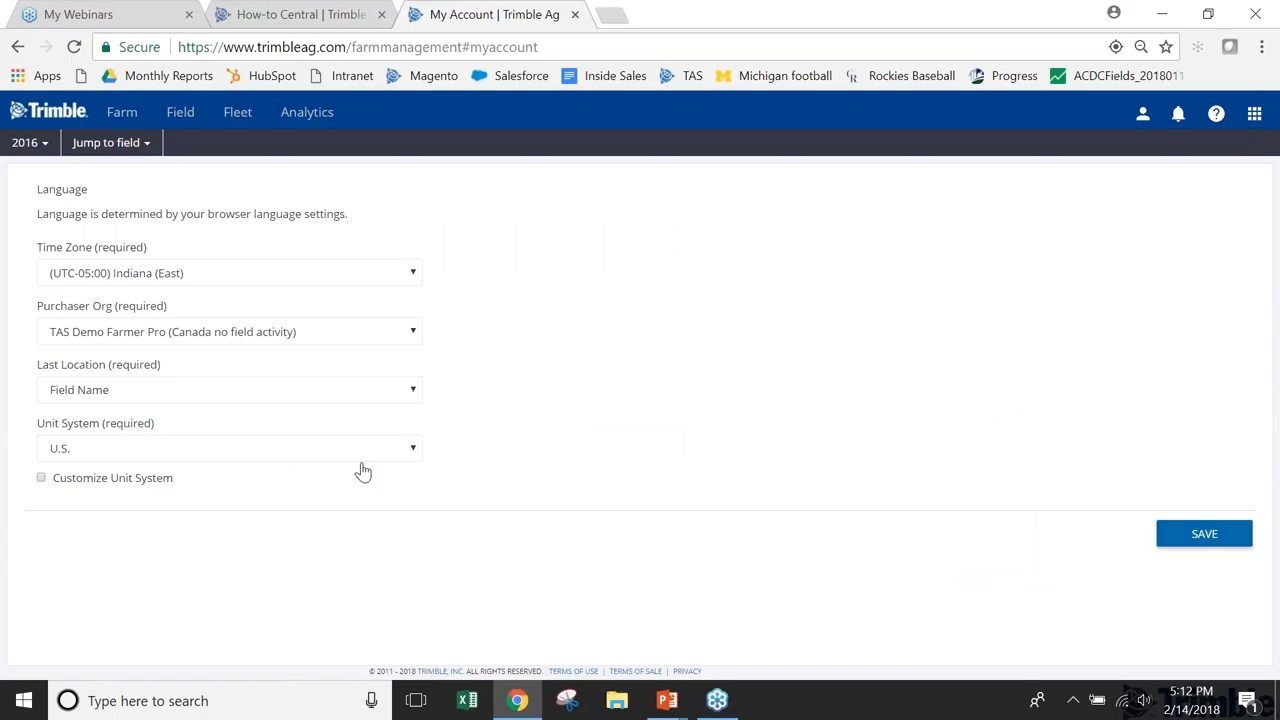 My Webinars
How-to Central | Trimble
My Account | Trimble Ag
Secure https://www.trimbleag.com/farmmanagement#myaccount
Apps Monthly Reports HubSpot Intranet Magento Salesforce Inside Sales TAS Michigan football Rockies Baseball Progress ACDCFields_2018011
Trimble Farm Field Fleet Analytics
2016 Jump to field
Language
Language is determined by your browser language settings.
Time Zone (required)
(UTC-05:00) Indiana (East)
Purchaser Org (required)
TAS Demo Farmer Pro (Canada no field activity)
Last Location (required)
Field Name
Unit System (required)
U.S.
Customize Unit System
SAVE
© 2011 - 2018 TRIMBLE, INC. ALL RIGHTS RESERVED. TERMS OF USE | TERMS OF SALE | PRIVACY
Type here to search
5:12 PM
2/14/2018
1
Trimble